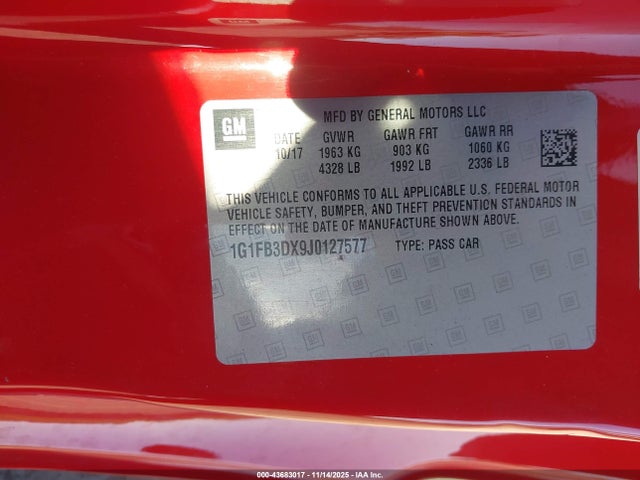 GM
MFD BY GENERAL MOTORS LLC
DATE GVWR GAWR FRT GAWR RR
10/17 1963 KG 903 KG 1060 KG
4328 LB 1992 LB 2336 LB
THIS VEHICLE CONFORMS TO ALL APPLICABLE U.S. FEDERAL MOTOR
VEHICLE SAFETY, BUMPER, AND THEFT PREVENTION STANDARDS
IN EFFECT ON THE DATE OF MANUFACTURE SHOWN ABOVE.
1G1FB3DX9J0127577 TYPE: PASS CAR
000-43683017 - 11/14/2025 - IAA Inc.